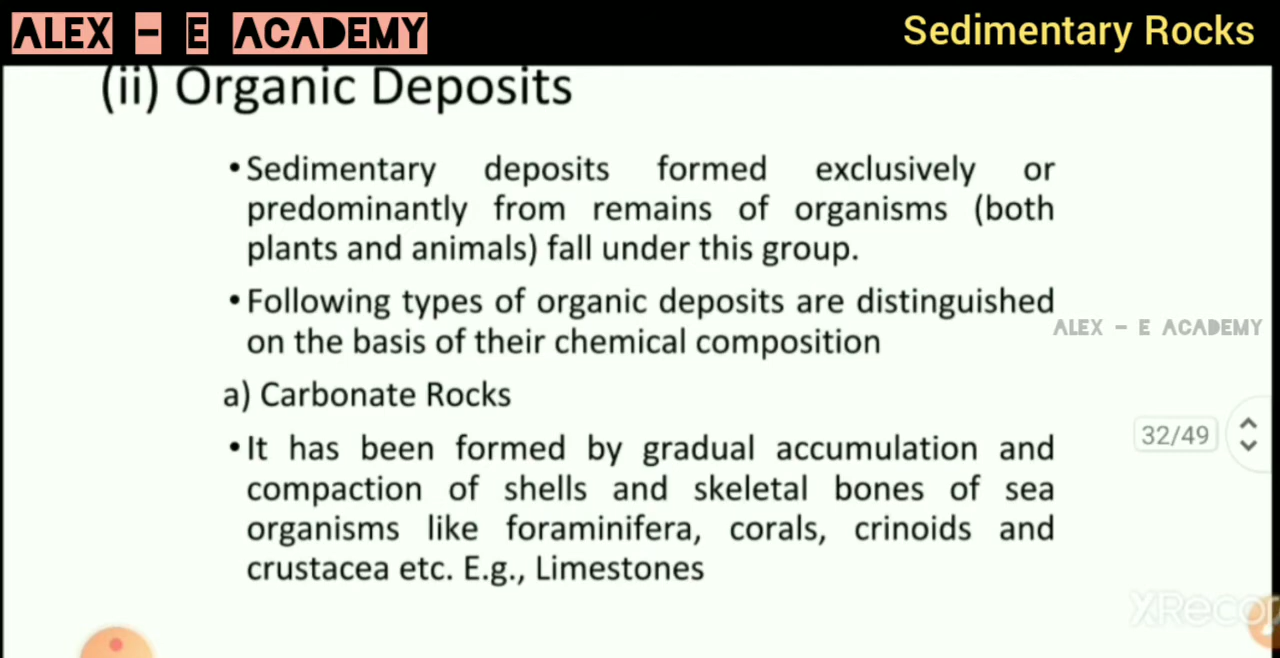 ALEX - E ACADEMY
Sedimentary Rocks
(ii) Organic Deposits
•Sedimentary deposits formed exclusively or
predominantly from remains of organisms (both
plants and animals) fall under this group.
•Following types of organic deposits are distinguished
on the basis of their chemical composition
ALEX - E ACADEMY
a) Carbonate Rocks
32/49
•It has been formed by gradual accumulation and
compaction of shells and skeletal bones of sea
organisms like foraminifera, corals, crinoids and
crustacea etc. E.g., Limestones